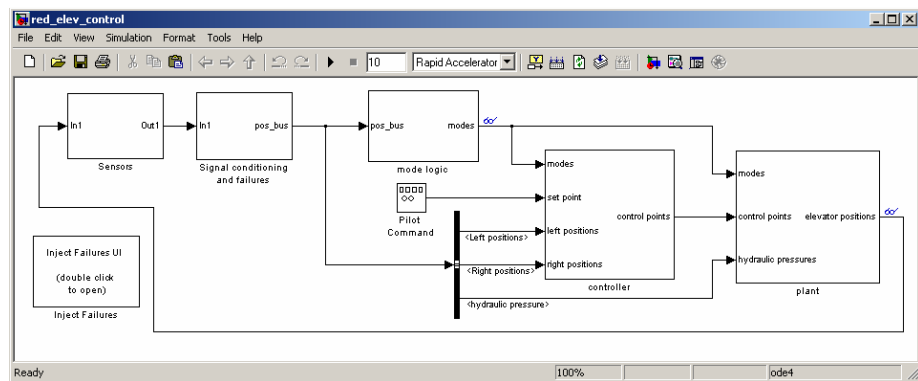 red_elev_control
File Edit View Simulation Format Tools Help
10 Rapid Accelerator
In1 Out1
Sensors
In1 pos_bus
Signal conditioning
and failures
pos_bus modes
mode logic
Pilot
Command
modes
set point
left positions
right positions
control points
controller
<Left positions>
<Right positions>
<hydraulic pressure>
modes
control points
hydraulic pressures
elevator positions
plant
Inject Failures UI
(double click
to open)
Inject Failures
Ready 100% ode4